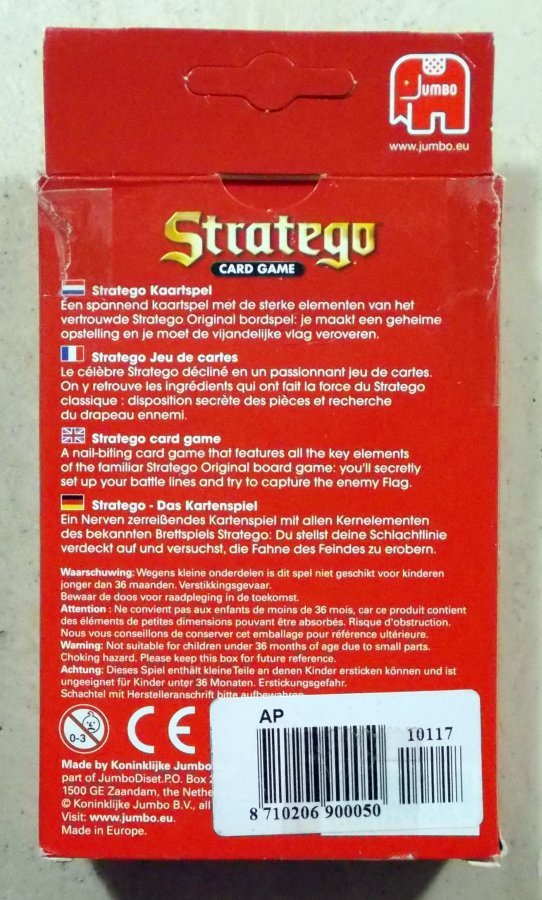 JUMBO
www.jumbo.eu
Stratego
CARD GAME
Stratego Kaartspel
Een spannend kaartspel met de sterke elementen van het
vertrouwde Stratego Original bordspel: je maakt een geheime
opstelling en je moet de vijandelijke vlag veroveren.
Stratego Jeu de cartes
Le célèbre Stratego décliné en un passionnant jeu de cartes.
On y retrouve les ingrédients qui ont fait la force du Stratego
classique : disposition secrète des pièces et recherche
du drapeau ennemi.
Stratego card game
A nail-biting card game that features all the key elements
of the familiar Stratego Original board game: you'll secretly
set up your battle lines and try to capture the enemy Flag.
Stratego - Das Kartenspiel
Ein Nerven zerreißendes Kartenspiel mit allen Kernelementen
des bekannten Brettspiels Stratego: Du stellst deine Schlachtlinie
verdeckt auf und versuchst, die Fahne des Feindes zu erobern.
Waarschuwing: Wegens kleine onderdelen is dit spel niet geschikt voor kinderen
jonger dan 36 maanden. Verstikkingsgevaar.
Bewaar de doos voor raadpleging in de toekomst.
Attention : Ne convient pas aux enfants de moins de 36 mois, car ce produit contient
des éléments de petites dimensions pouvant être absorbés. Risque d'obstruction.
Nous vous conseillons de conserver cet emballage pour référence ultérieure.
Warning: Not suitable for children under 36 months of age due to small parts.
Choking hazard. Please keep this box for future reference.
Achtung: Dieses Spiel enthält kleine Teile an denen Kinder ersticken können und ist
ungeeignet für Kinder unter 36 Monaten. Erstickungsgefahr.
Schachtel mit Herstelleranschrift bitte aufbewahren
0-3
CE
AP
10117
8 710206 900050
Made by Koninklijke Jumbo
part of JumboDiset.P.O. Box 2
1500 GE Zaandam, the Nethe
© Koninklijke Jumbo B.V., all
Visit: www.jumbo.eu.
Made in Europe.